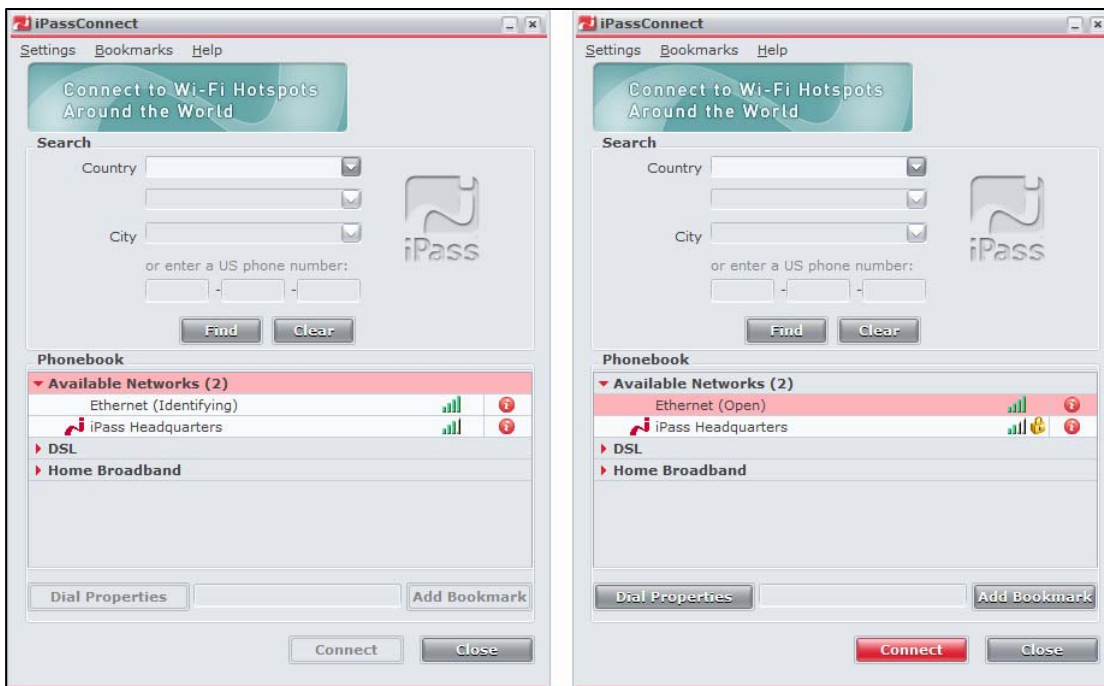 iPassConnect
Settings Bookmarks Help
Connect to Wi-Fi Hotspots
Around the World
Search
Country
City
iPass
or enter a US phone number:
- -
Find Clear
Phonebook
Available Networks (2)
Ethernet (Identifying)
iPass Headquarters
DSL
Home Broadband
Dial Properties Add Bookmark
Connect Close
iPassConnect
Settings Bookmarks Help
Connect to Wi-Fi Hotspots
Around the World
Search
Country
City
iPass
or enter a US phone number:
- -
Find Clear
Phonebook
Available Networks (2)
Ethernet (Open)
iPass Headquarters
DSL
Home Broadband
Dial Properties Add Bookmark
Connect Close